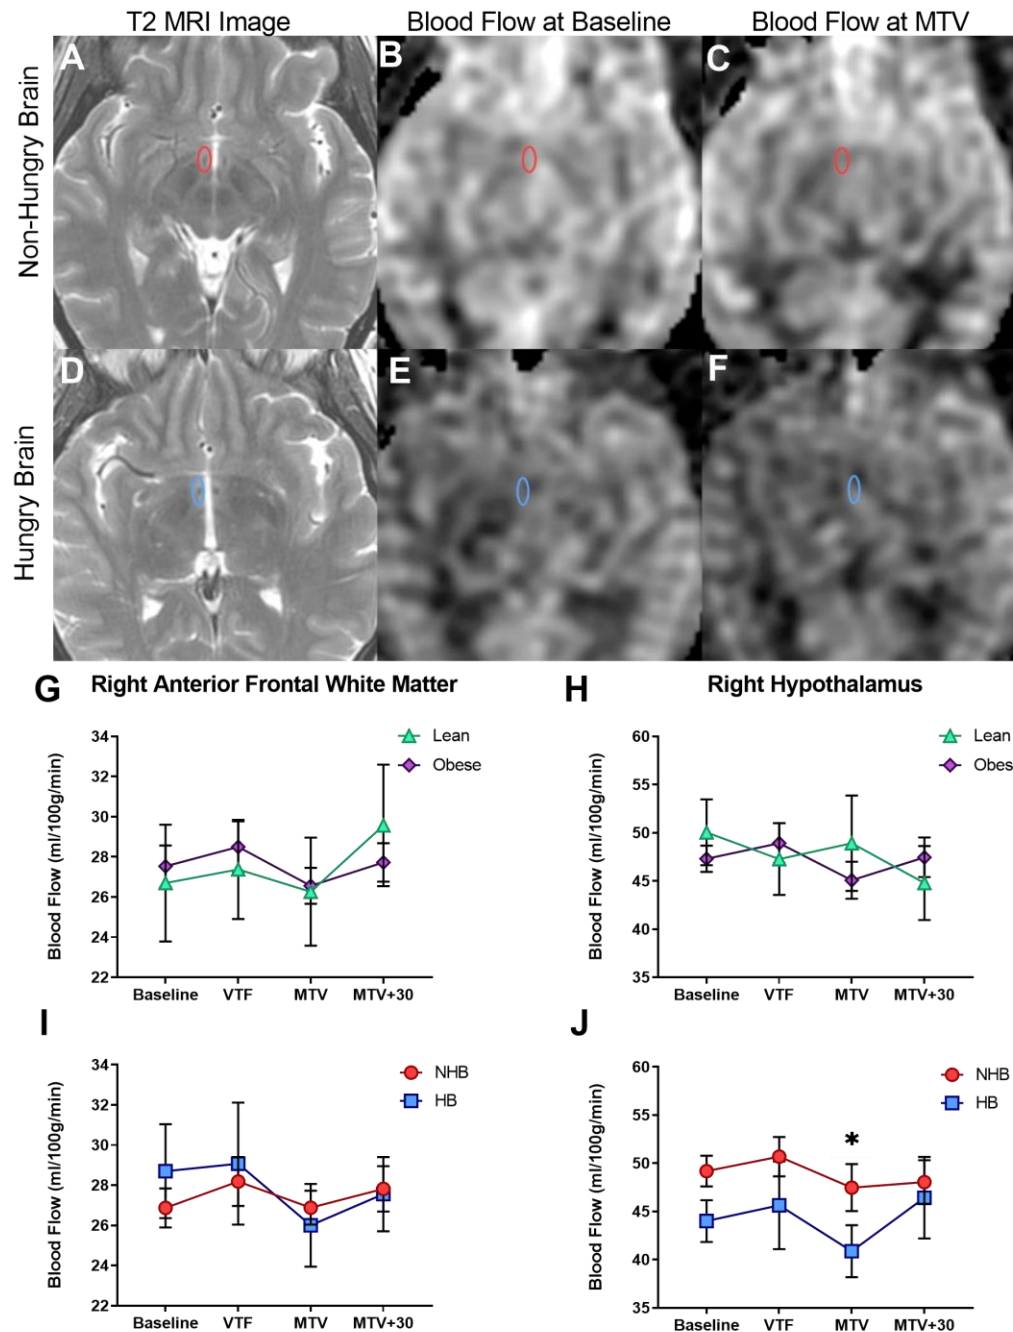 T2 MRI Image
Blood Flow at Baseline
Blood Flow at MTV
Non-Hungry Brain
A
B
C
Hungry Brain
D
E
F
G
Right Anterior Frontal White Matter
Lean
Obese
Blood Flow (ml/100g/min)
34
32
30
28
26
24
22
Baseline
VTF
MTV
MTV+30
H
Right Hypothalamus
Lean
Obes
Blood Flow (ml/100g/min)
60
55
50
45
40
35
Baseline
VTF
MTV
MTV+30
I
NHB
HB
Blood Flow (ml/100g/min)
34
32
30
28
26
24
22
Baseline
VTF
MTV
MTV+30
J
NHB
HB
*
Blood Flow (ml/100g/min)
60
55
50
45
40
35
Baseline
VTF
MTV
MTV+30